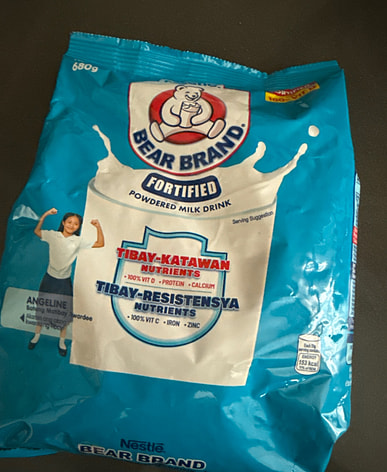 680g
BEAR BRAND.
FORTIFIED
POWDERED MILK DRINK
Serving Suggestion
TIBAY-KATAWAN
NUTRIENTS
• 100% VIT D • PROTEIN • CALCIUM
TIBAY-RESISTENSYA
NUTRIENTS
• 100% VIT C • IRON • ZINC
ANGELINE
ENERGY
153 kcal
Nestlé
BEAR BRAND